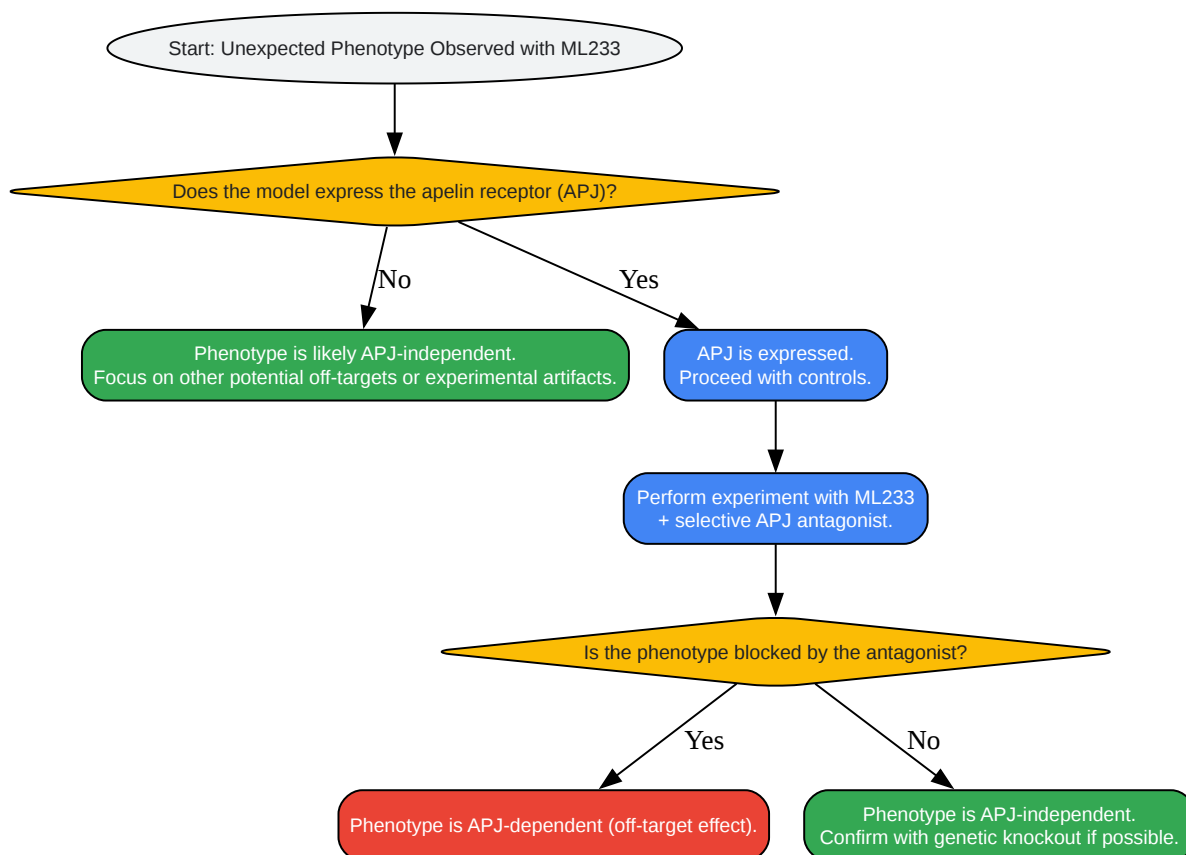 Start: Unexpected Phenotype Observed with ML233
Does the model express the apelin receptor (APJ)?
No
Yes
Phenotype is likely APJ-independent.
Focus on other potential off-targets or experimental artifacts.
APJ is expressed.
Proceed with controls.
Perform experiment with ML233
+ selective APJ antagonist.
Is the phenotype blocked by the antagonist?
Yes
No
Phenotype is APJ-dependent (off-target effect).
Phenotype is APJ-independent.
Confirm with genetic knockout if possible.